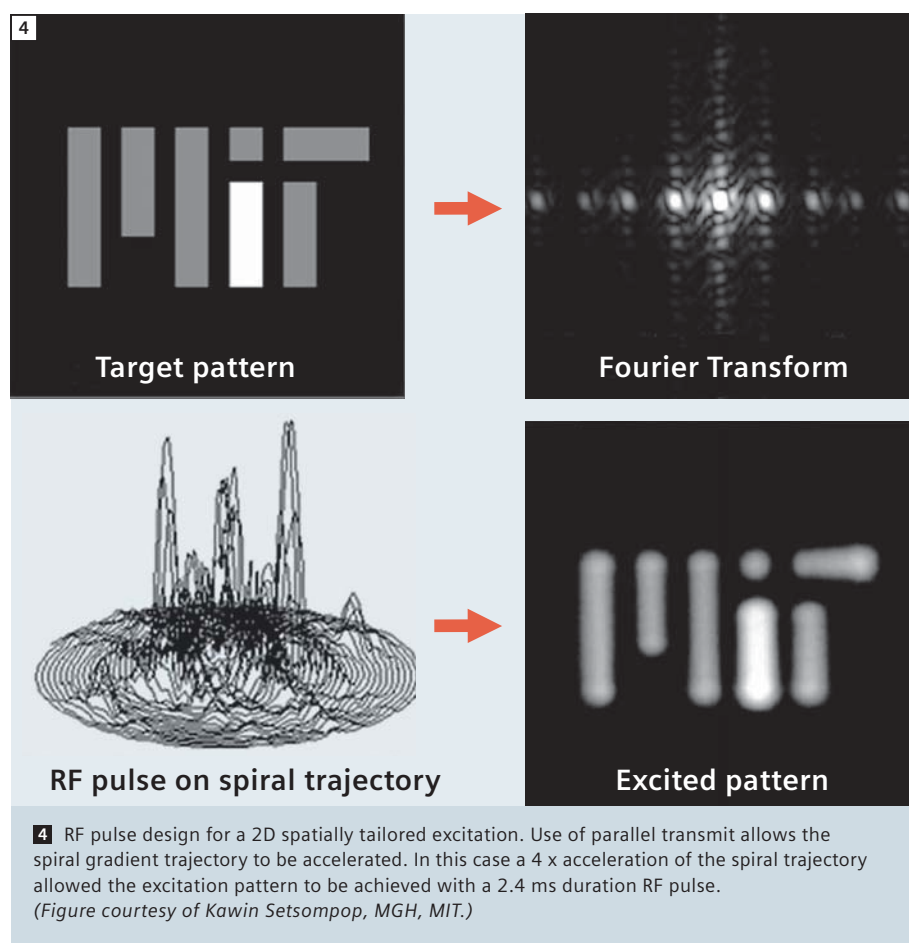 4
Target pattern
Fourier Transform
RF pulse on spiral trajectory
Excited pattern
4 RF pulse design for a 2D spatially tailored excitation. Use of parallel transmit allows the
spiral gradient trajectory to be accelerated. In this case a 4 x acceleration of the spiral trajectory
allowed the excitation pattern to be achieved with a 2.4 ms duration RF pulse.
(Figure courtesy of Kawin Setsompop, MGH, MIT.)